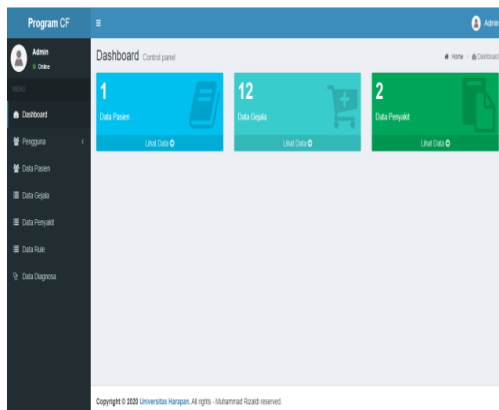 Program CF
Admin
Admin
Online
MENU
Dashboard
Pengguna
Data Pasien
Data Gejala
Data Penyakit
Data Rule
Data Diagnosa
Dashboard Control panel
Home > Dashboard
1
Data Pasien
Lihat Data
12
Data Gejala
Lihat Data
2
Data Penyakit
Lihat Data
Copyright © 2020 Universitas Harapan. All rights - Muhammad Rizaldi reserved.